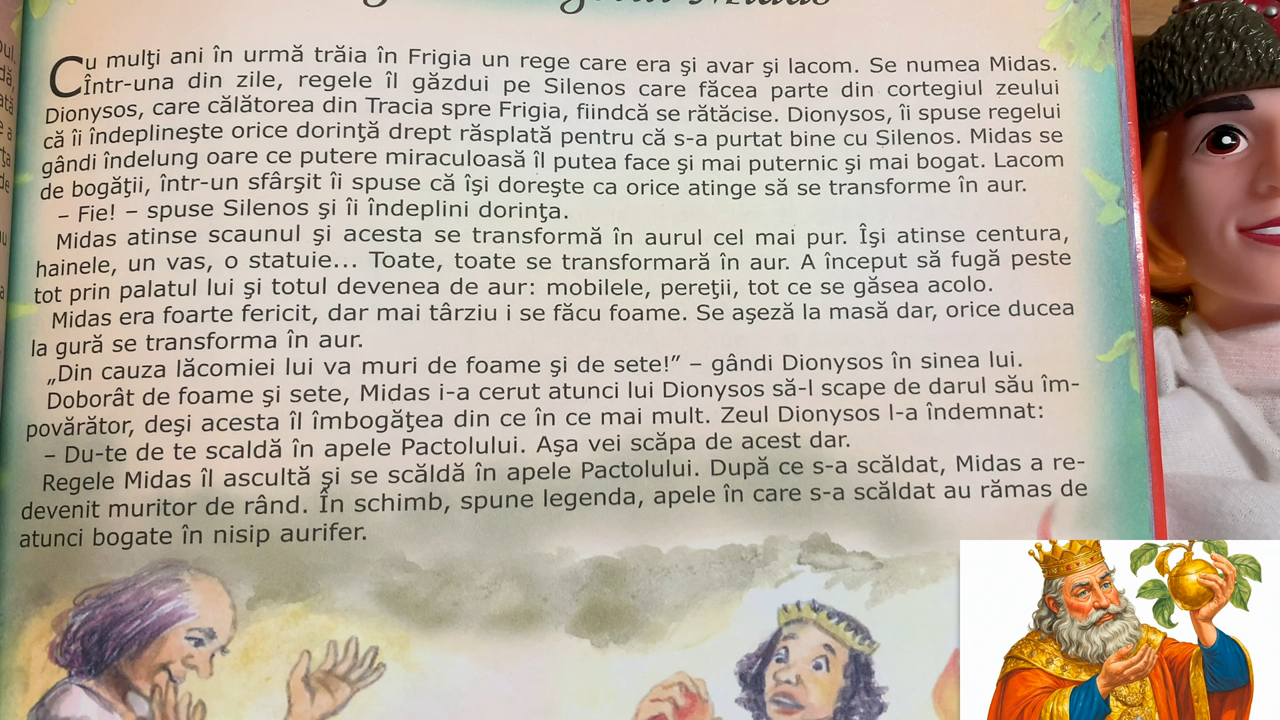 Midas
Cu mulţi ani în urmă trăia în Frigia un rege care era şi avar şi lacom. Se numea Midas.
Într-una din zile, regele îl găzdui pe Silenos care făcea parte din cortegiul zeului
Dionysos, care călătorea din Tracia spre Frigia, fiindcă se rătăcise. Dionysos, îi spuse regelui
că îi îndeplineşte orice dorinţă drept răsplată pentru că s-a purtat bine cu Silenos. Midas se
gândi îndelung oare ce putere miraculoasă îl putea face şi mai puternic şi mai bogat. Lacom
de bogăţii, într-un sfârşit îi spuse că îşi doreşte ca orice atinge să se transforme în aur.
– Fie! – spuse Silenos şi îi îndeplini dorinţa.
Midas atinse scaunul şi acesta se transformă în aurul cel mai pur. Îşi atinse centura,
hainele, un vas, o statuie... Toate, toate se transformară în aur. A început să fugă peste
tot prin palatul lui şi totul devenea de aur: mobilele, pereţii, tot ce se găsea acolo.
Midas era foarte fericit, dar mai târziu i se făcu foame. Se aşeză la masă dar, orice ducea
la gură se transforma în aur.
„Din cauza lăcomiei lui va muri de foame şi de sete!” – gândi Dionysos în sinea lui.
Doborât de foame şi sete, Midas i-a cerut atunci lui Dionysos să-l scape de darul său îm-
povărător, deşi acesta îl îmbogăţea din ce în ce mai mult. Zeul Dionysos l-a îndemnat:
– Du-te de te scaldă în apele Pactolului. Aşa vei scăpa de acest dar.
Regele Midas îl ascultă şi se scăldă în apele Pactolului. După ce s-a scăldat, Midas a re-
devenit muritor de rând. În schimb, spune legenda, apele în care s-a scăldat au rămas de
atunci bogate în nisip aurifer.